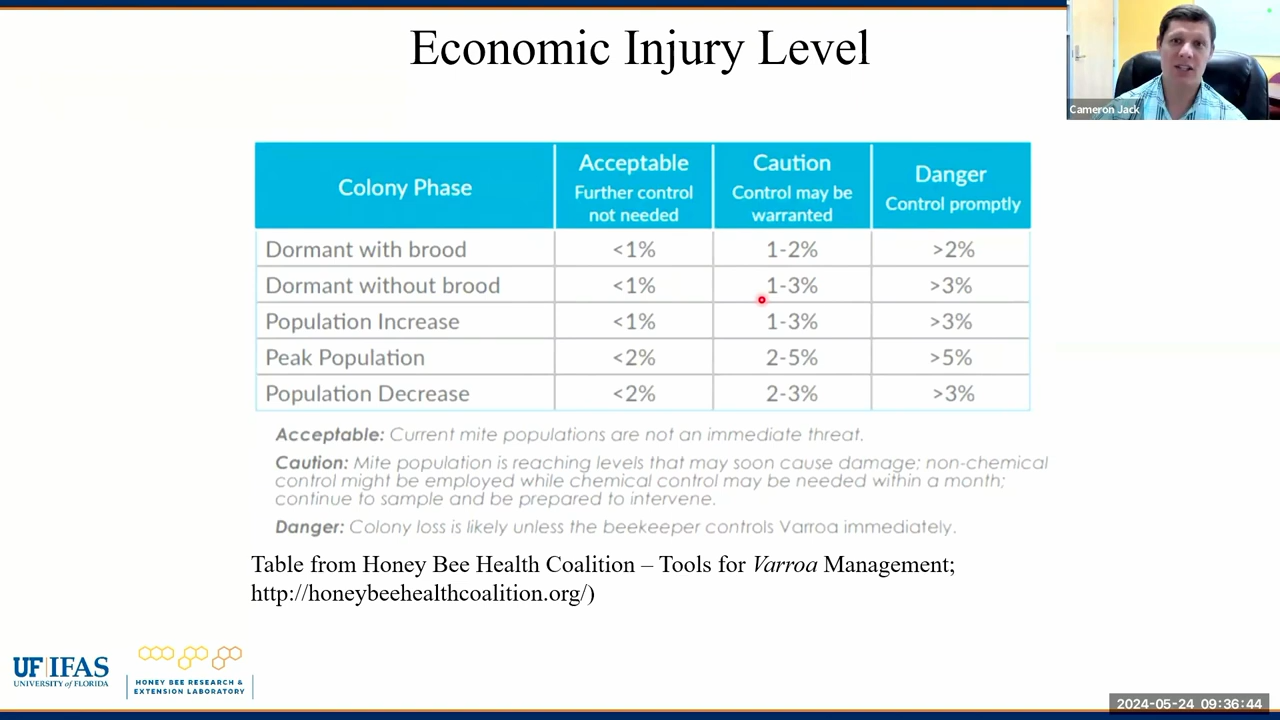 Economic Injury Level
Cameron Jack
Colony Phase
Acceptable
Further control
not needed
Caution
Control may be
warranted
Danger
Control promptly
Dormant with brood <1% 1-2% >2%
Dormant without brood <1% 1-3% >3%
Population Increase <1% 1-3% >3%
Peak Population <2% 2-5% >5%
Population Decrease <2% 2-3% >3%
Acceptable: Current mite populations are not an immediate threat.
Caution: Mite population is reaching levels that may soon cause damage; non-chemical
control might be employed while chemical control may be needed within a month;
continue to sample and be prepared to intervene.
Danger: Colony loss is likely unless the beekeeper controls Varroa immediately.
Table from Honey Bee Health Coalition – Tools for Varroa Management;
http://honeybeehealthcoalition.org/)
UF IFAS
UNIVERSITY of FLORIDA
HONEY BEE RESEARCH &
EXTENSION LABORATORY
2024-05-24 09:36:44